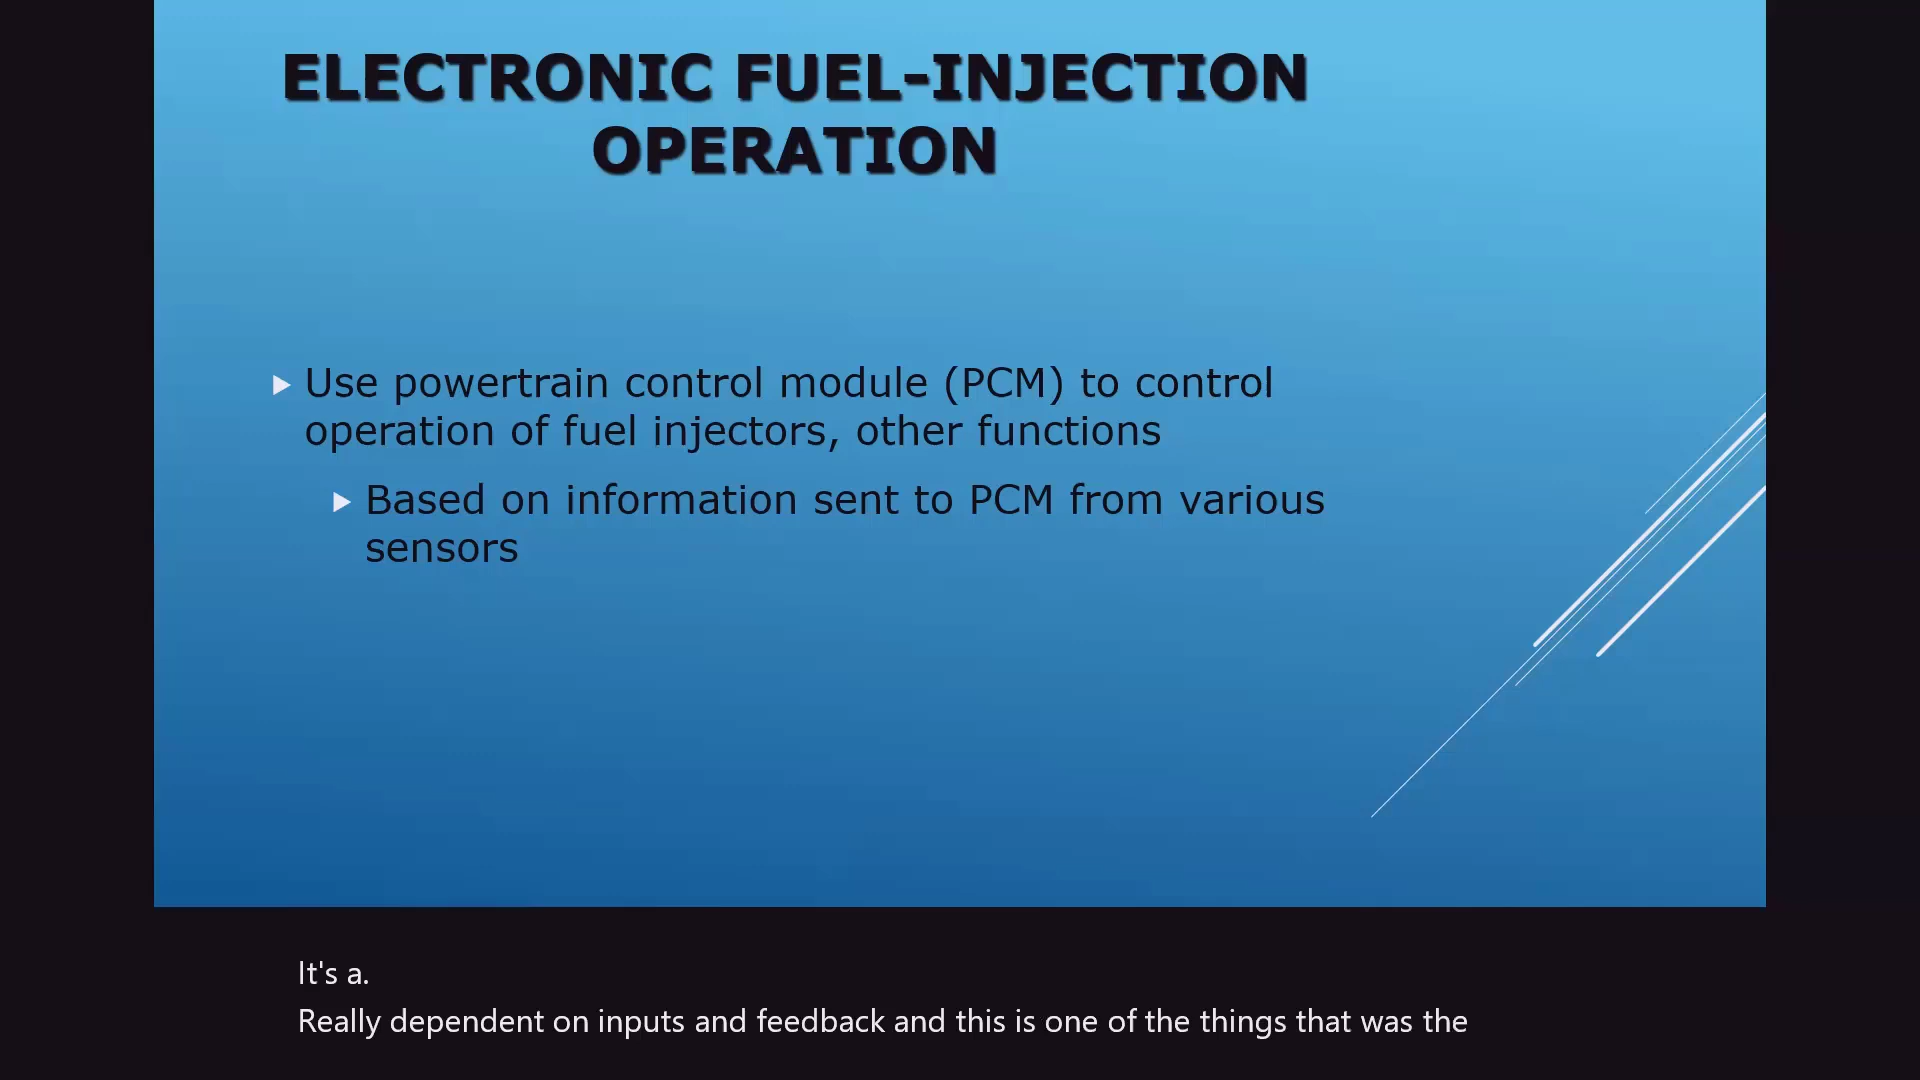 ELECTRONIC FUEL-INJECTION
OPERATION
Use powertrain control module (PCM) to control
operation of fuel injectors, other functions
Based on information sent to PCM from various
sensors
It's a.
Really dependent on inputs and feedback and this is one of the things that was the